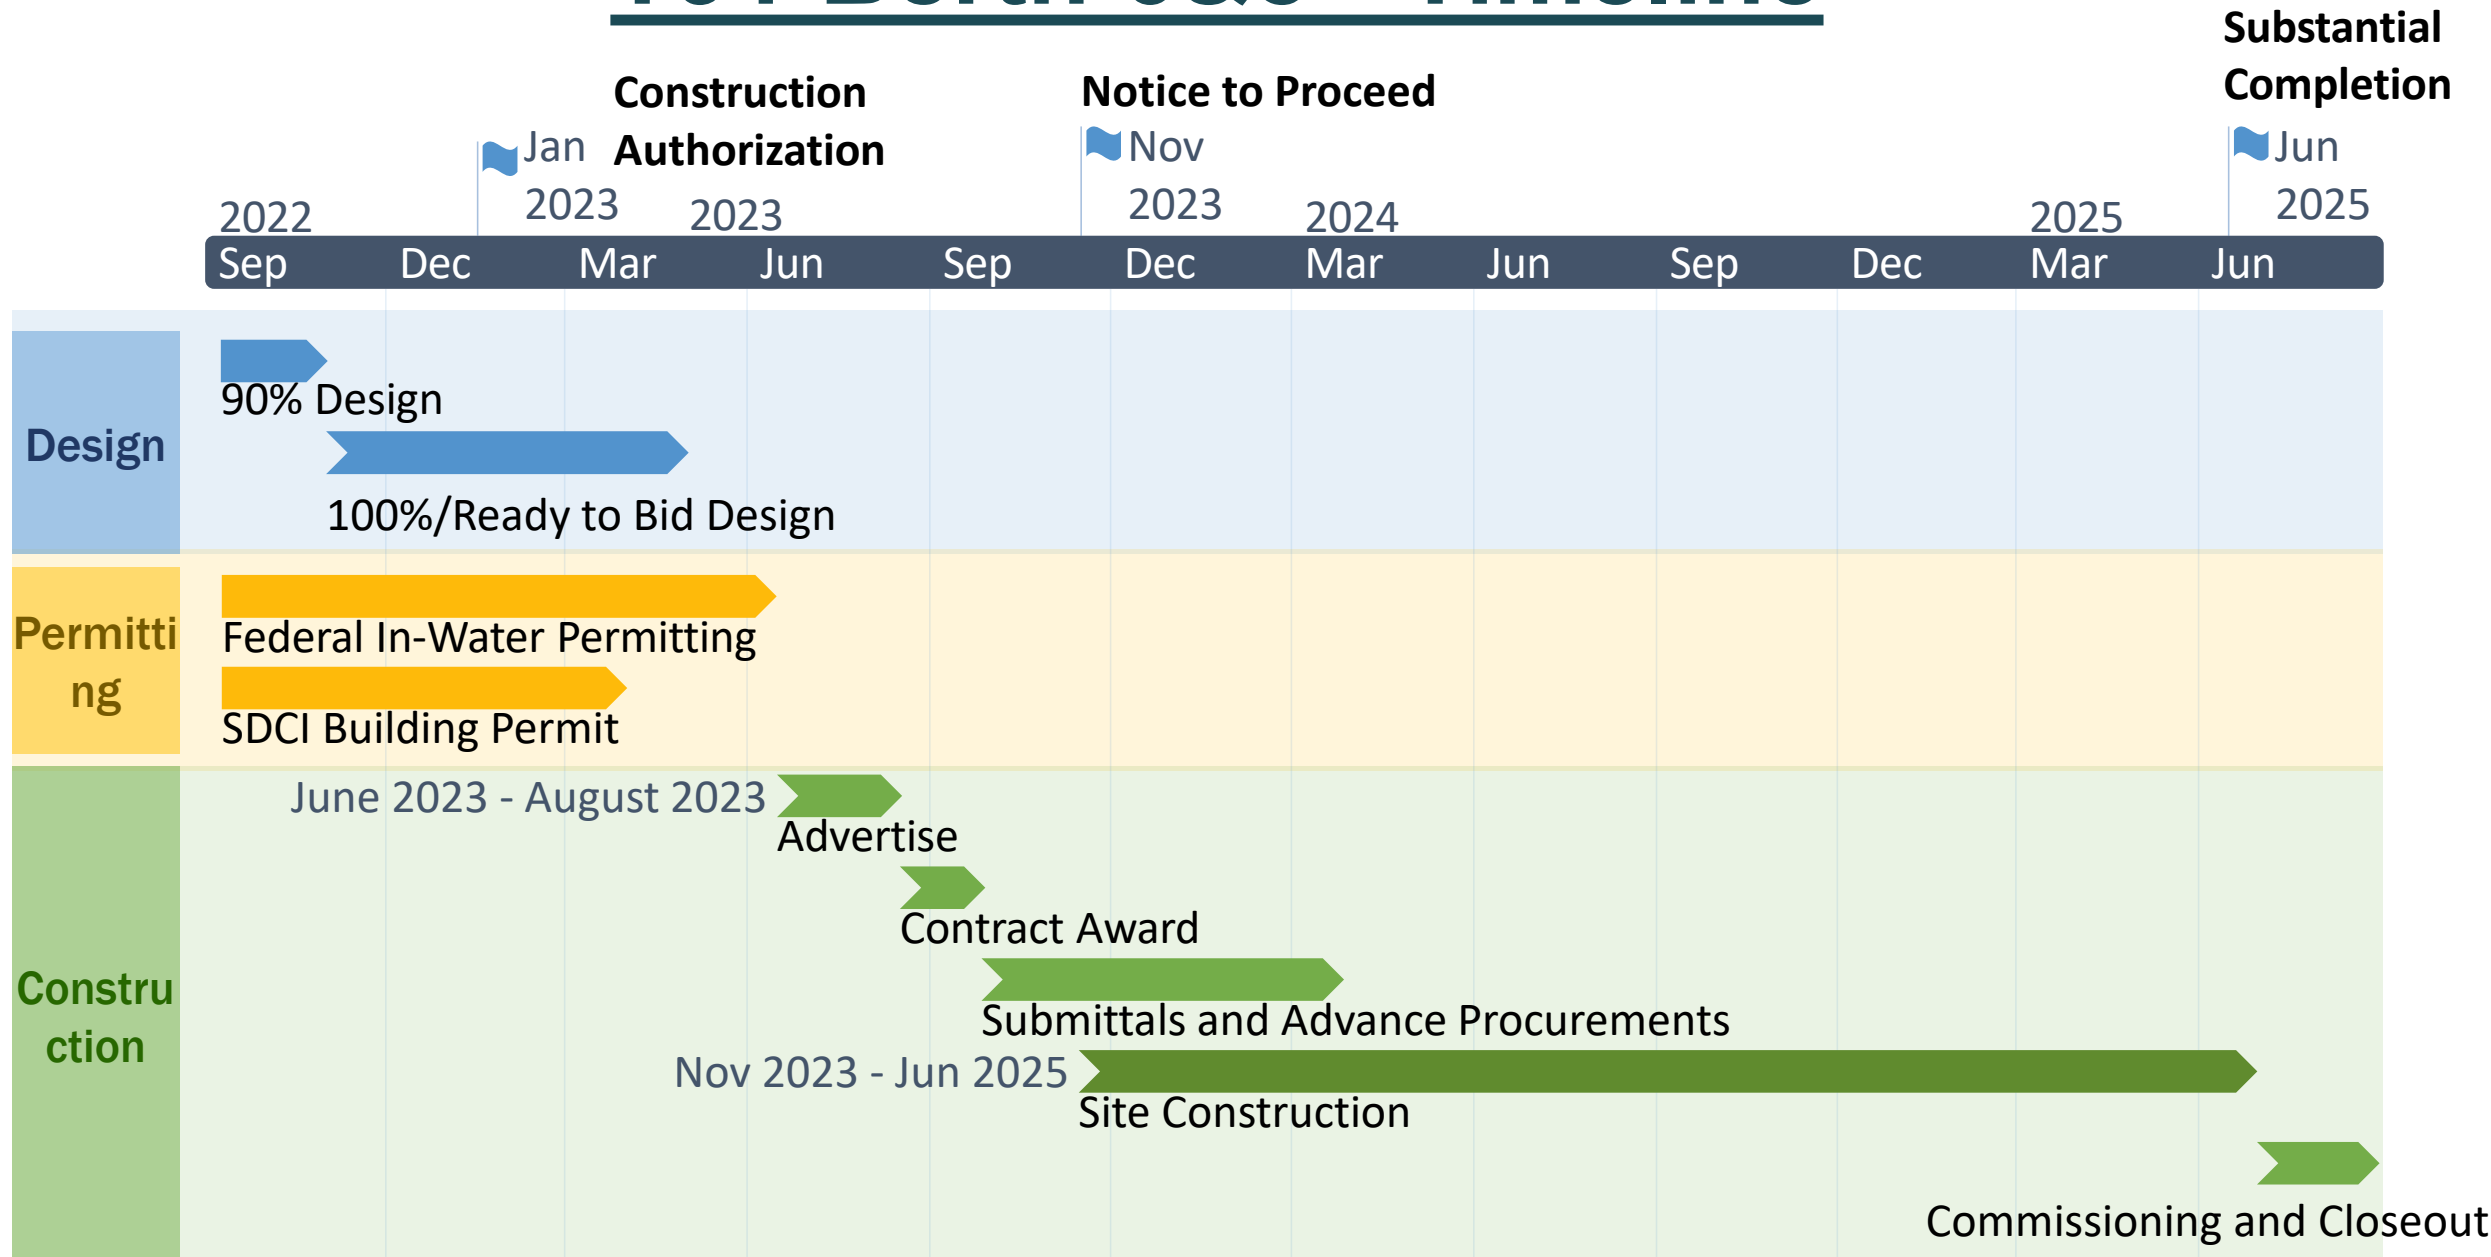 Timeline
Substantial
Completion
Construction
Authorization
Notice to Proceed
Jan
2023
Nov
2023
Jun
2025
2022
2023
2024
2025
Sep Dec Mar Jun Sep Dec Mar Jun Sep Dec Mar Jun
Design
90% Design
100%/Ready to Bid Design
Permitti
ng
Federal In-Water Permitting
SDCI Building Permit
Constru
ction
June 2023 - August 2023
Advertise
Contract Award
Submittals and Advance Procurements
Nov 2023 - Jun 2025
Site Construction
Commissioning and Closeout